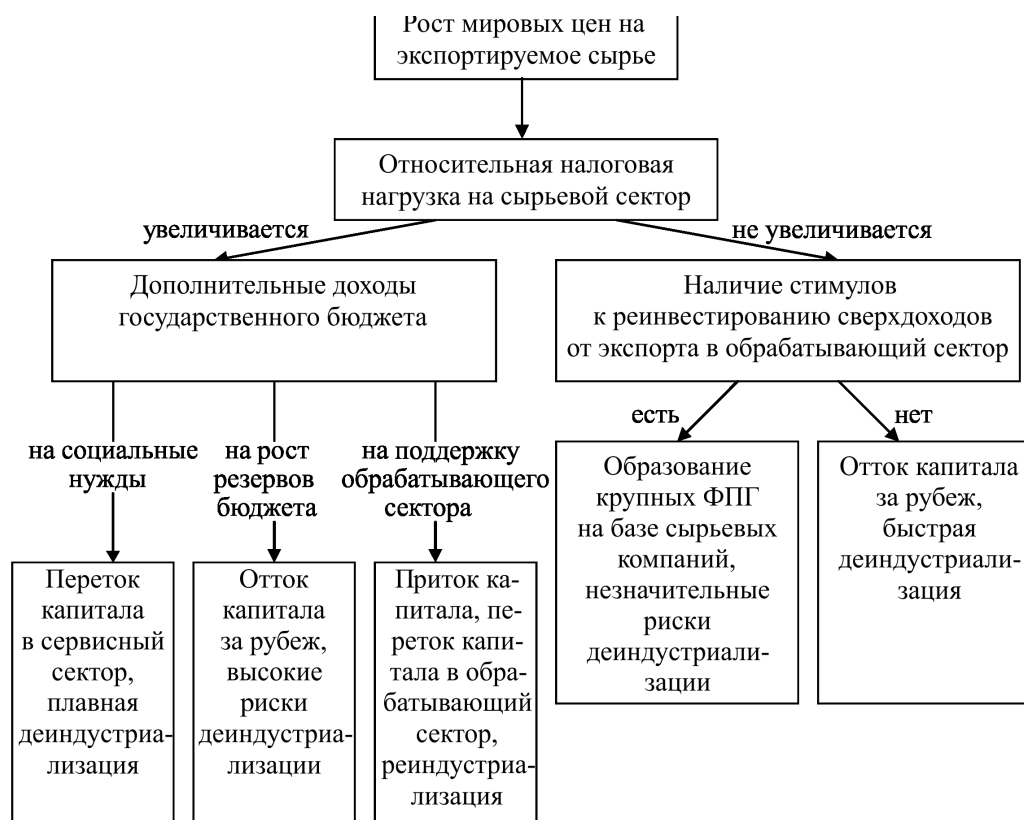 Рост мировых цен на
экспортируемое сырье
Относительная налоговая
нагрузка на сырьевой сектор
увеличивается
не увеличивается
Дополнительные доходы
государственного бюджета
Наличие стимулов
к реинвестированию сверхдоходов
от экспорта в обрабатывающий сектор
на социальные
нужды
на рост
резервов
бюджета
на поддержку
обрабатывающего
сектора
есть
нет
Образование
крупных ФПГ
на базе сырьевых
компаний,
незначительные
риски
деиндустриали-
зации
Отток капитала
за рубеж,
быстрая
деиндустриали-
зация
Переток
капитала
в сервисный
сектор,
плавная
деиндустриа-
лизация
Отток
капитала
за рубеж,
высокие
риски
деиндустриа-
лизации
Приток ка-
питала, пе-
реток капи-
тала в обра-
батывающий
сектор,
реиндустриа-
лизация